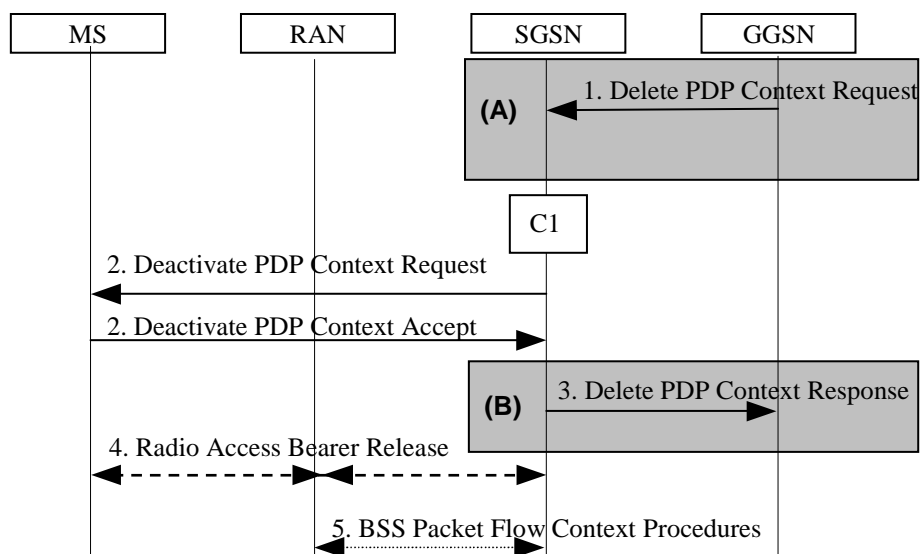 MS
RAN
SGSN
GGSN
1. Delete PDP Context Request
(A)
C1
2. Deactivate PDP Context Request
2. Deactivate PDP Context Accept
(B)
3. Delete PDP Context Response
4. Radio Access Bearer Release
5. BSS Packet Flow Context Procedures